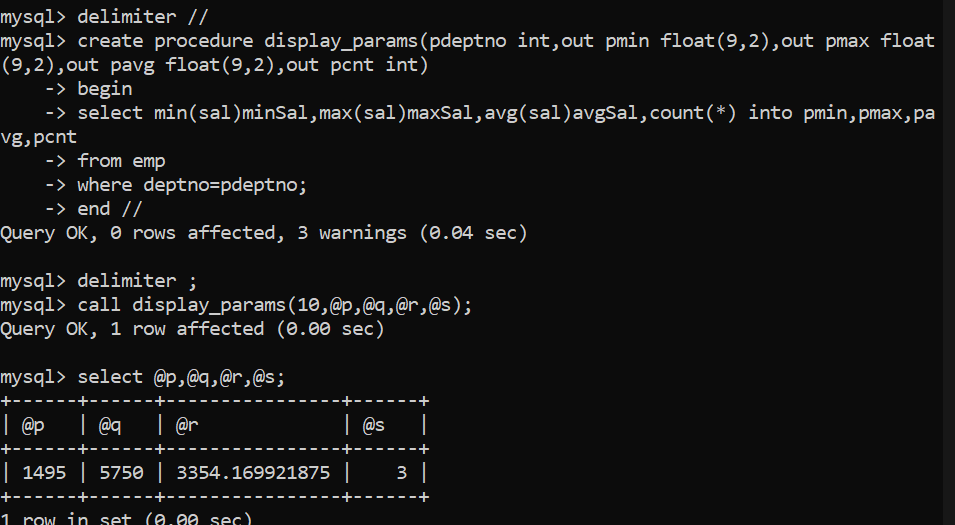 mysql> delimiter //
mysql> create procedure display_params(pdeptno int,out pmin float(9,2),out pmax float
(9,2),out pavg float(9,2),out pcnt int)
    -> begin
    -> select min(sal)minSal,max(sal)maxSal,avg(sal)avgSal,count(*) into pmin,pmax,pa
vg,pcnt
    -> from emp
    -> where deptno=pdeptno;
    -> end //
Query OK, 0 rows affected, 3 warnings (0.04 sec)

mysql> delimiter ;
mysql> call display_params(10,@p,@q,@r,@s);
Query OK, 1 row affected (0.00 sec)

mysql> select @p,@q,@r,@s;
+------+------+----------------+------+
| @p   | @q   | @r             | @s   |
+------+------+----------------+------+
| 1495 | 5750 | 3354.169921875 |    3 |
+------+------+----------------+------+
1 row in set (0.00 sec)